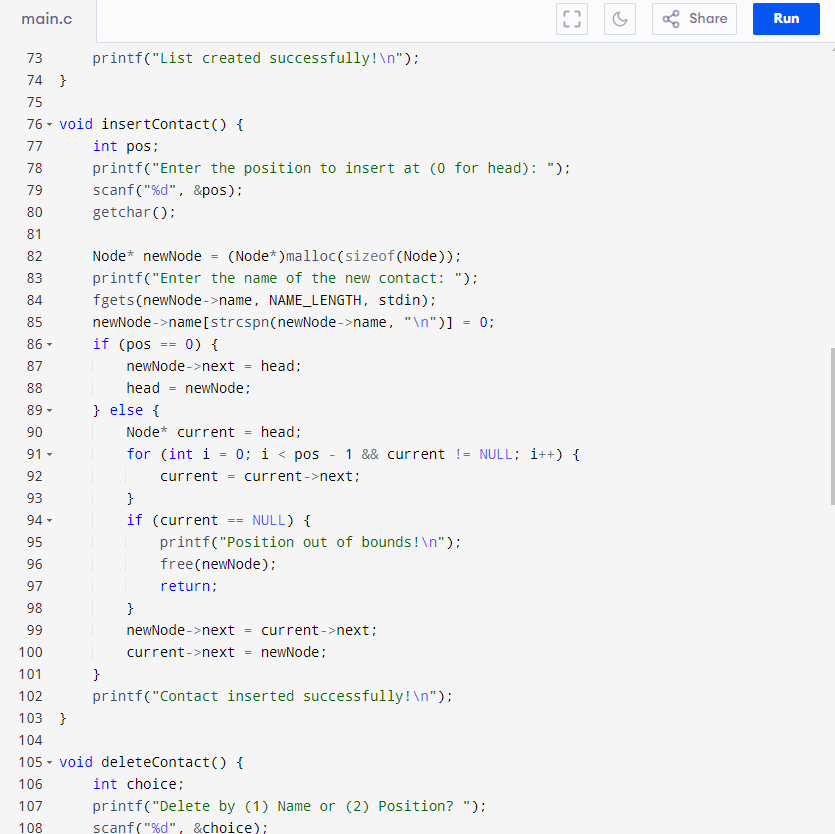 main.c
Share
Run
73 printf("List created successfully!\n");
74 }
75
76 void insertContact() {
77 int pos;
78 printf("Enter the position to insert at (0 for head): ");
79 scanf("%d", &pos);
80 getchar();
81
82 Node* newNode = (Node*)malloc(sizeof(Node));
83 printf("Enter the name of the new contact: ");
84 fgets(newNode->name, NAME_LENGTH, stdin);
85 newNode->name[strcspn(newNode->name, "\n")] = 0;
86 if (pos == 0) {
87 newNode->next = head;
88 head = newNode;
89 } else {
90 Node* current = head;
91 for (int i = 0; i < pos - 1 && current != NULL; i++) {
92 current = current->next;
93 }
94 if (current == NULL) {
95 printf("Position out of bounds!\n");
96 free(newNode);
97 return;
98 }
99 newNode->next = current->next;
100 current->next = newNode;
101 }
102 printf("Contact inserted successfully!\n");
103 }
104
105 void deleteContact() {
106 int choice;
107 printf("Delete by (1) Name or (2) Position? ");
108 scanf("%d", &choice);